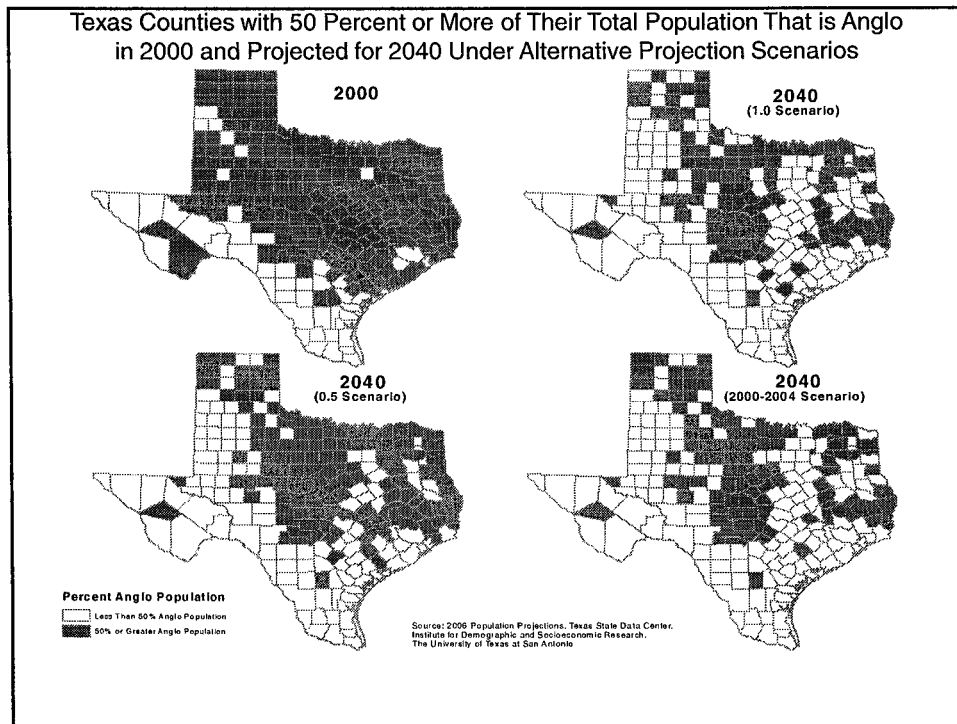 Texas Counties with 50 Percent or More of Their Total Population That is Anglo
in 2000 and Projected for 2040 Under Alternative Projection Scenarios
2000
2040
(1.0 Scenario)
2040
(0.5 Scenario)
2040
(2000-2004 Scenario)
Percent Anglo Population
Less Than 50% Anglo Population
50% or Greater Anglo Population
Source: 2006 Population Projections, Texas State Data Center,
Institute for Demographic and Socioeconomic Research,
The University of Texas at San Antonio